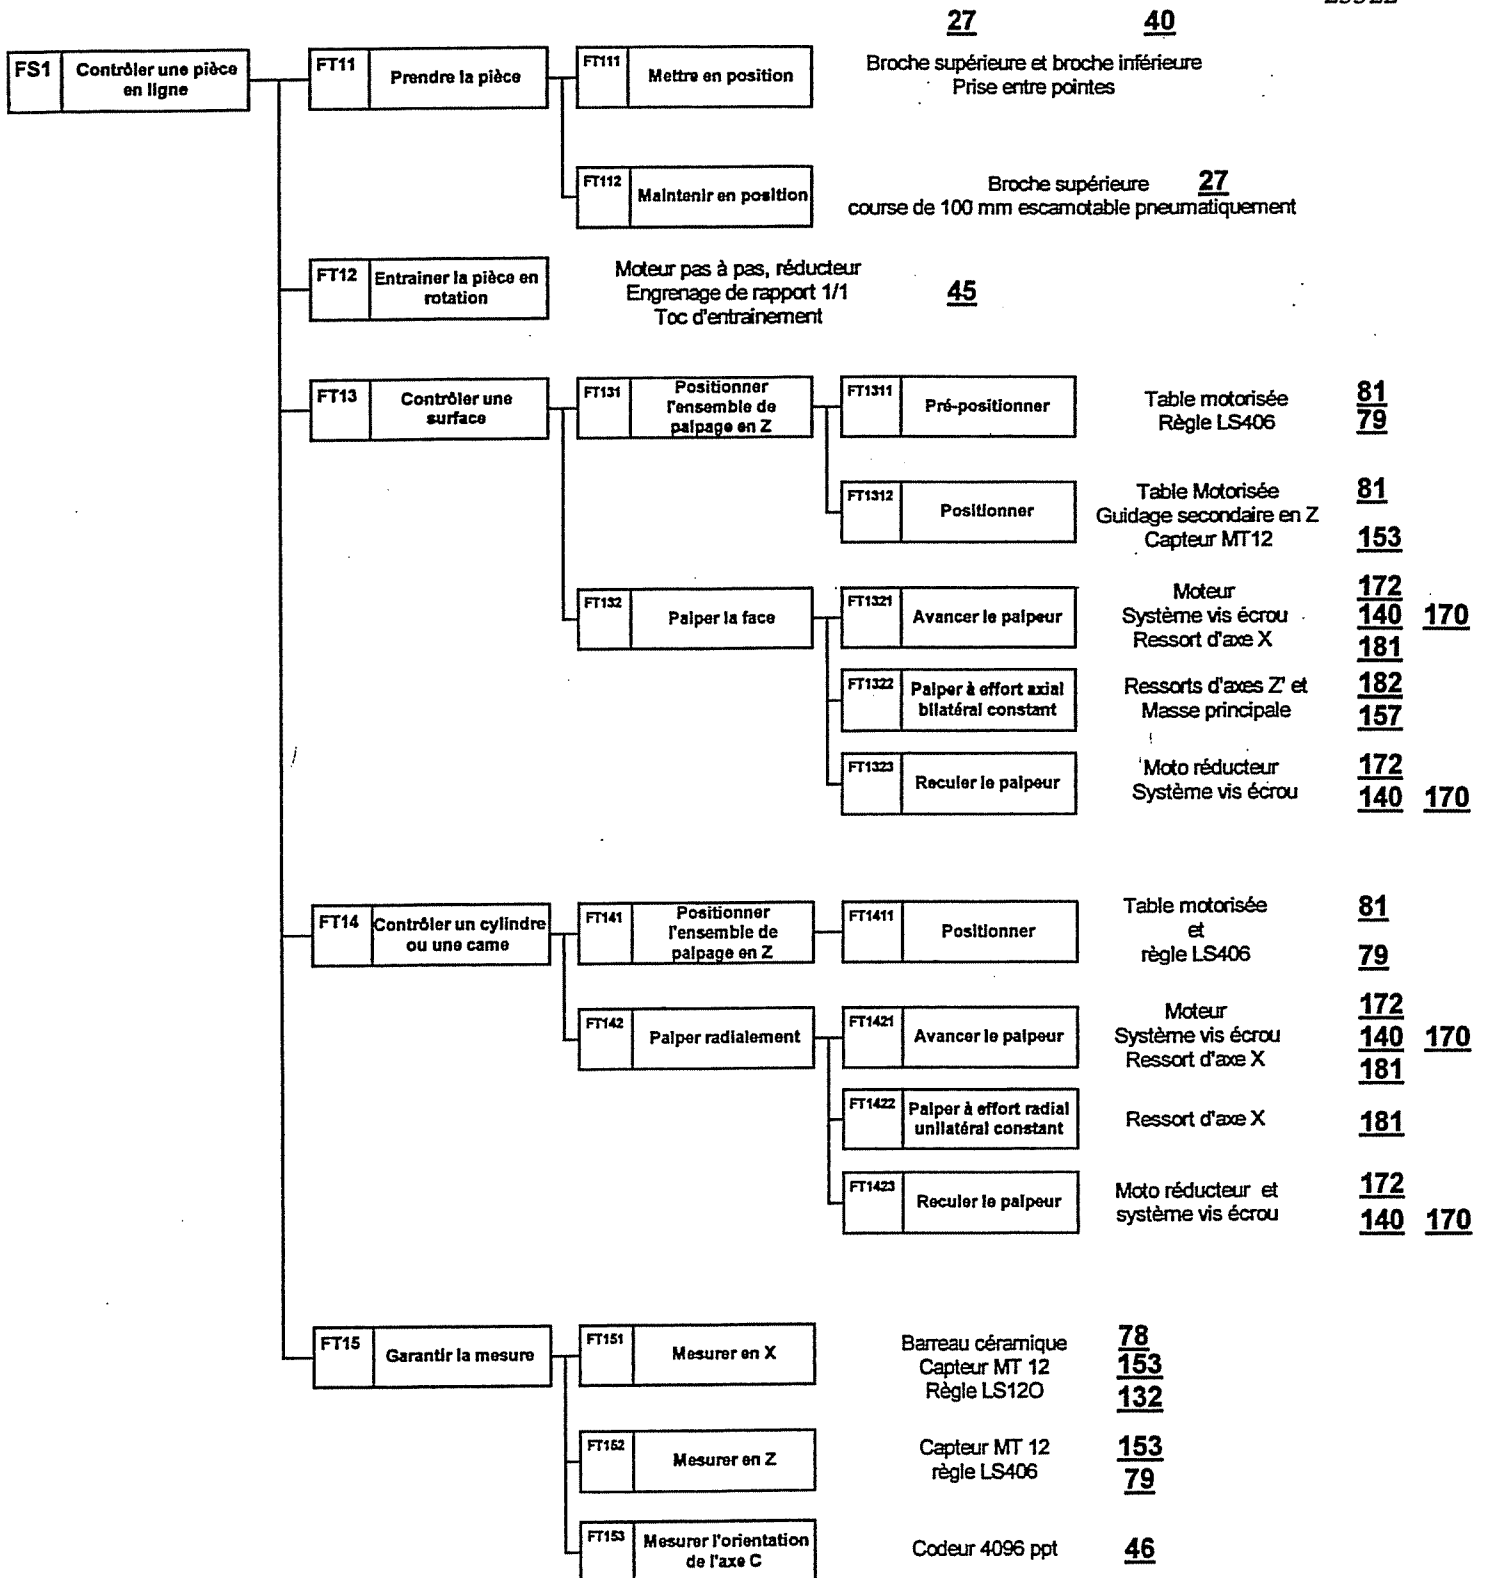 27 40
FS1 Contrôler une pièce
en ligne
FT11 Prendre la pièce
FT111 Mettre en position
Broche supérieure et broche inférieure
Prise entre pointes
FT112 Maintenir en position
Broche supérieure 27
course de 100 mm escamotable pneumatiquement
FT12 Entrainer la pièce en
rotation
Moteur pas à pas, réducteur
Engrenage de rapport 1/1 45
Toc d'entrainement
FT13 Contrôler une
surface
FT131 Positionner
l'ensemble de
palpage en Z
FT1311 Pré-positionner
Table motorisée 81
Règle LS406 79
FT1312 Positionner
Table Motorisée 81
Guidage secondaire en Z
Capteur MT12 153
FT132 Palper la face
FT1321 Avancer le palpeur
Moteur 172
Système vis écrou 140 170
Ressort d'axe X 181
FT1322 Palper à effort axial
bilatéral constant
Ressorts d'axes Z' et 182
Masse principale 157
FT1323 Reculer le palpeur
Moto réducteur 172
Système vis écrou 140 170
FT14 Contrôler un cylindre
ou une came
FT141 Positionner
l'ensemble de
palpage en Z
FT1411 Positionner
Table motorisée 81
et
règle LS406 79
FT142 Palper radialement
FT1421 Avancer le palpeur
Moteur 172
Système vis écrou 140 170
Ressort d'axe X 181
FT1422 Palper à effort radial
unilatéral constant
Ressort d'axe X 181
FT1423 Reculer le palpeur
Moto réducteur et 172
système vis écrou 140 170
FT15 Garantir la mesure
FT151 Mesurer en X
Barreau céramique 78
Capteur MT 12 153
Règle LS12O 132
FT152 Mesurer en Z
Capteur MT 12 153
règle LS406 79
FT153 Mesurer l'orientation
de l'axe C
Codeur 4096 ppt 46